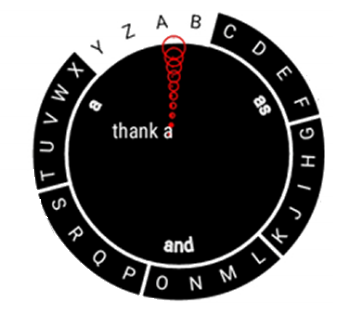 Y Z A B C D E F G H I J K L M N O P Q R S T U V W X
a
as
thank a
and